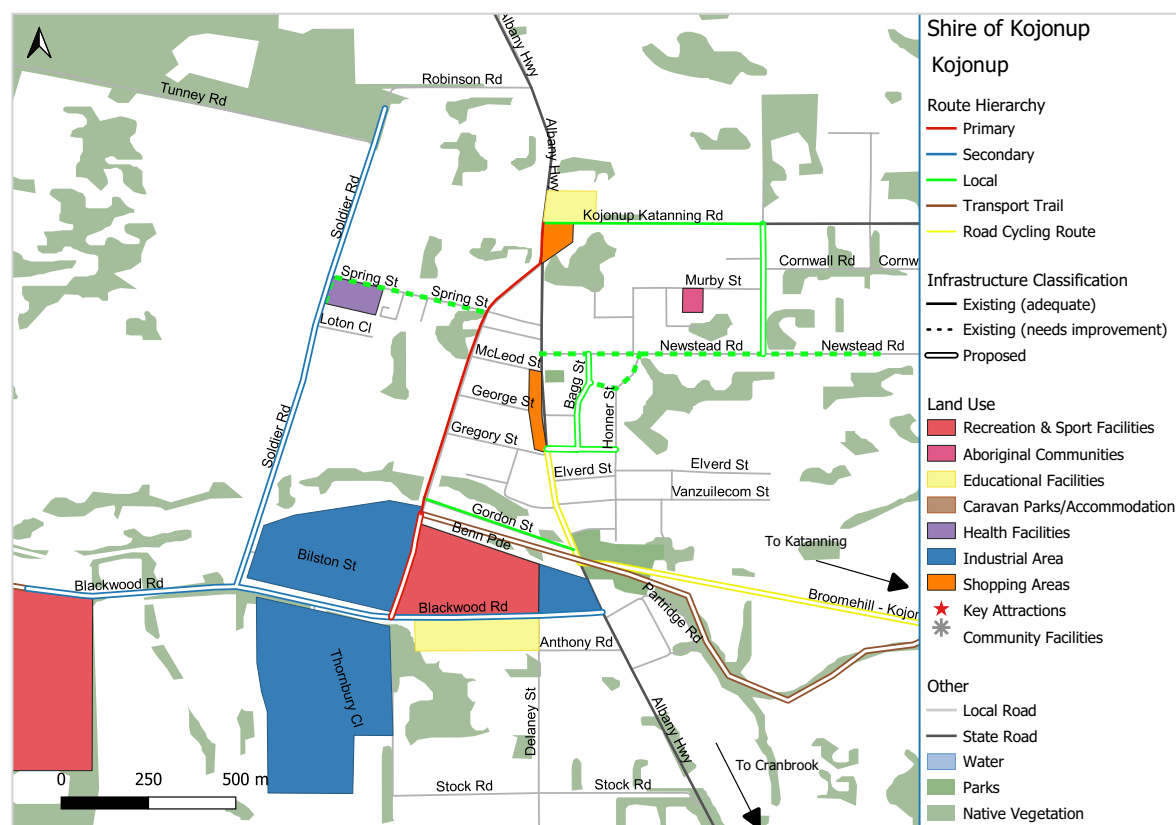 Albany Hwy
Robinson Rd
Tunney Rd
Albany Hwy
Soldier Rd
Kojonup Katanning Rd
Cornwall Rd
Cornw
Spring St
Spring St
Murby St
Loton Cl
McLeod St
Newstead Rd
Newstead Rd
Bagg St
George St
Honner St
Gregory St
Soldier Rd
Elverd St
Elverd St
Vanzuilecom St
Gordon St
Benn Pde
Bilston St
To Katanning
Blackwood Rd
Partridge Rd
Broomehill - Kojon
Blackwood Rd
Anthony Rd
Thornbury Cl
Delaney St
Albany Hwy
To Cranbrook
Stock Rd
Stock Rd
0 250 500 m
Shire of Kojonup
Kojonup
Route Hierarchy
Primary
Secondary
Local
Transport Trail
Road Cycling Route
Infrastructure Classification
Existing (adequate)
Existing (needs improvement)
Proposed
Land Use
Recreation & Sport Facilities
Aboriginal Communities
Educational Facilities
Caravan Parks/Accommodation
Health Facilities
Industrial Area
Shopping Areas
Key Attractions
Community Facilities
Other
Local Road
State Road
Water
Parks
Native Vegetation